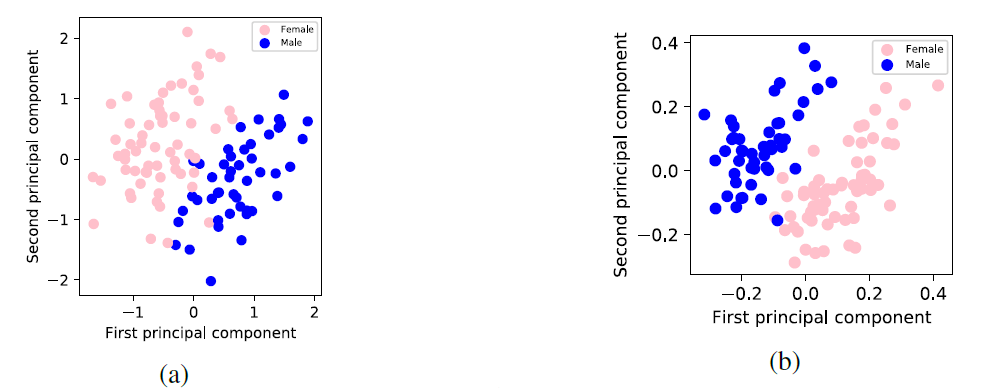 Second principal component
2
1
0
−1
−2
−1
0
1
2
First principal component
Female
Male
(a)
Second principal component
0.4
0.2
0.0
−0.2
−0.2
0.0
0.2
0.4
First principal component
Female
Male
(b)